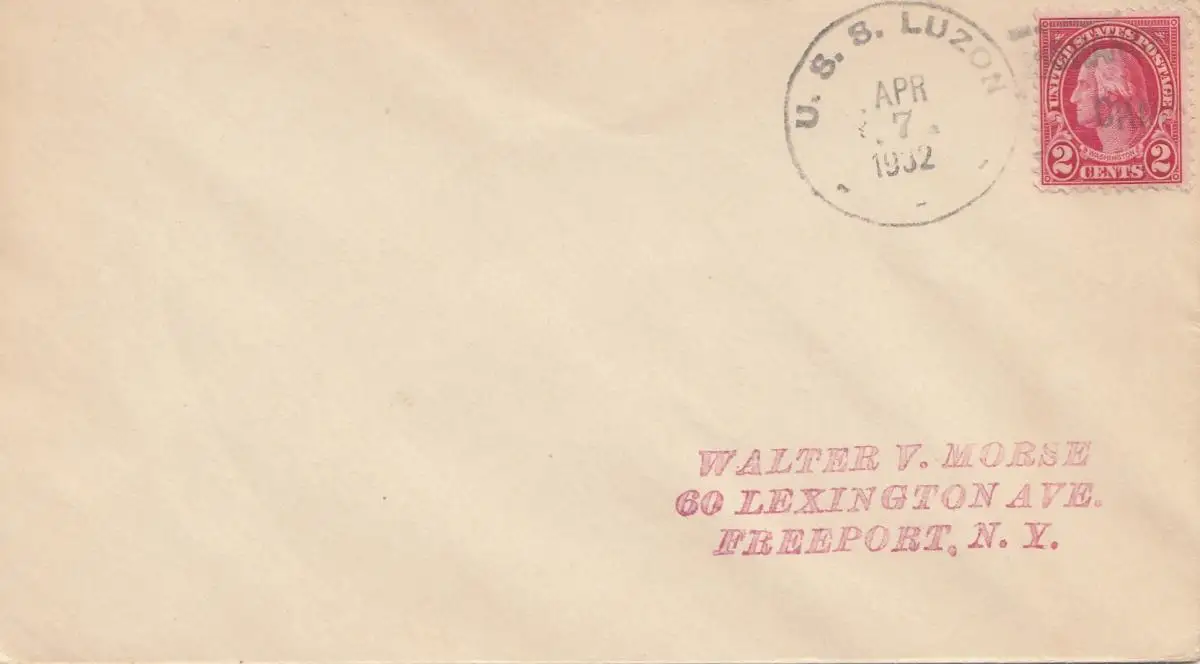 U. S. S. LUZON
APR
7
1932
UNITED STATES POSTAGE
WASHINGTON
2 CENTS 2
WALTER V. MORSE
60 LEXINGTON AVE.
FREEPORT, N. Y.